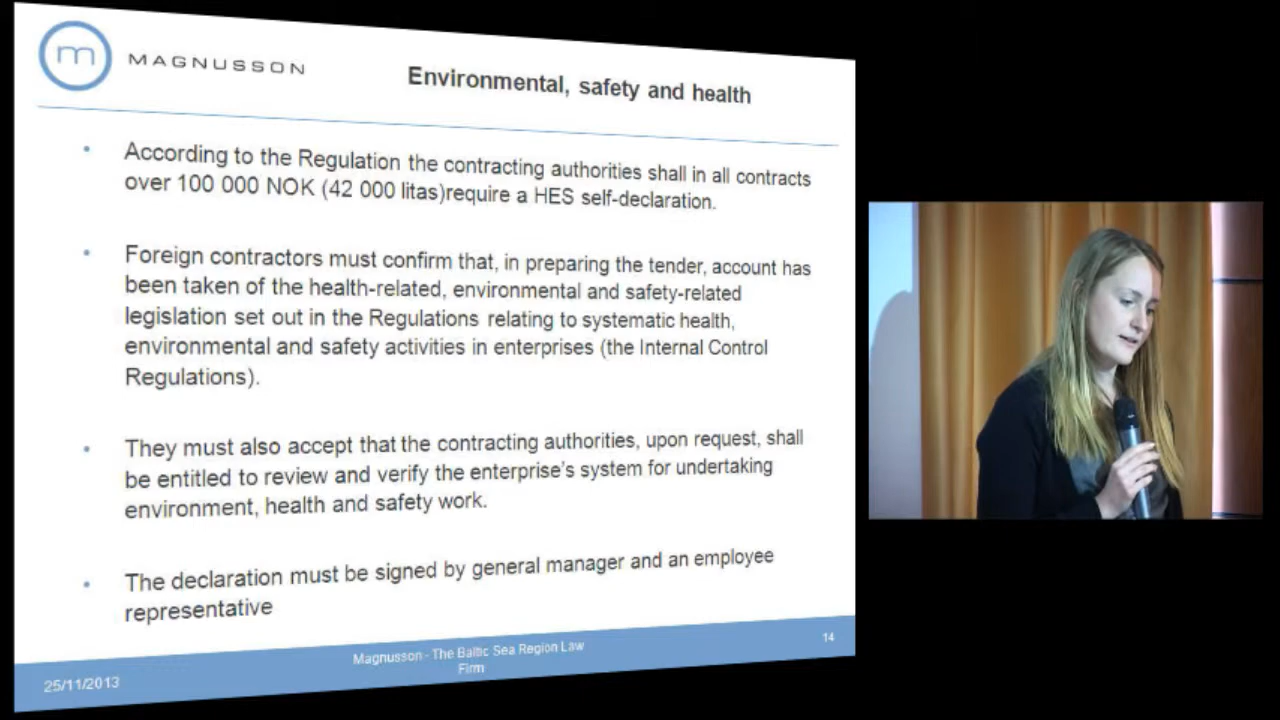 m MAGNUSSON
Environmental, safety and health
• According to the Regulation the contracting authorities shall in all contracts
over 100 000 NOK (42 000 litas)require a HES self-declaration.
• Foreign contractors must confirm that, in preparing the tender, account has
been taken of the health-related, environmental and safety-related
legislation set out in the Regulations relating to systematic health,
environmental and safety activities in enterprises (the Internal Control
Regulations).
• They must also accept that the contracting authorities, upon request, shall
be entitled to review and verify the enterprise's system for undertaking
environment, health and safety work.
• The declaration must be signed by general manager and an employee
representative
25/11/2013
Magnusson - The Baltic Sea Region Law
Firm
14